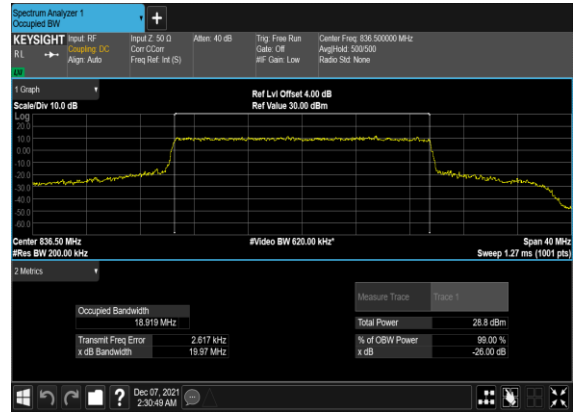 Spectrum Analyzer 1
Occupied BW
+
KEYSIGHT Input: RF Input Z: 50 Ω Atten: 40 dB Trig: Free Run Center Freq: 836.500000 MHz
RL Coupling: DC Corr CCorr Gate: Off Avg|Hold: 500/500
Align: Auto Freq Ref: Int (S) #IF Gain: Low Radio Std: None
1 Graph
Ref Lvl Offset 4.00 dB
Scale/Div 10.0 dB Ref Value 30.00 dBm
Log
20.0
10.0
0.00
-10.0
-20.0
-30.0
-40.0
-50.0
-60.0
Center 836.50 MHz #Video BW 620.00 kHz* Span 40 MHz
#Res BW 200.00 kHz Sweep 1.27 ms (1001 pts)
2 Metrics
Measure Trace Trace 1
Occupied Bandwidth
18.919 MHz Total Power 28.8 dBm
Transmit Freq Error 2.617 kHz % of OBW Power 99.00 %
x dB Bandwidth 19.97 MHz x dB -26.00 dB
? Dec 07, 2021
2:30:49 AM